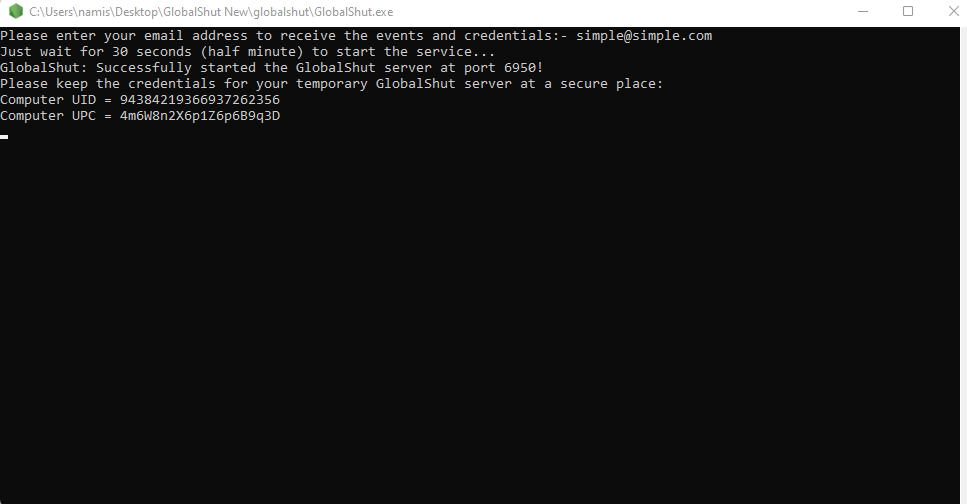 C:\Users\namis\Desktop\GlobalShut New\globalshut\GlobalShut.exe
Please enter your email address to receive the events and credentials:- simple@simple.com
Just wait for 30 seconds (half minute) to start the service...
GlobalShut: Successfully started the GlobalShut server at port 6950!
Please keep the credentials for your temporary GlobalShut server at a secure place:
Computer UID = 94384219366937262356
Computer UPC = 4m6W8n2X6p1Z6p6B9q3D